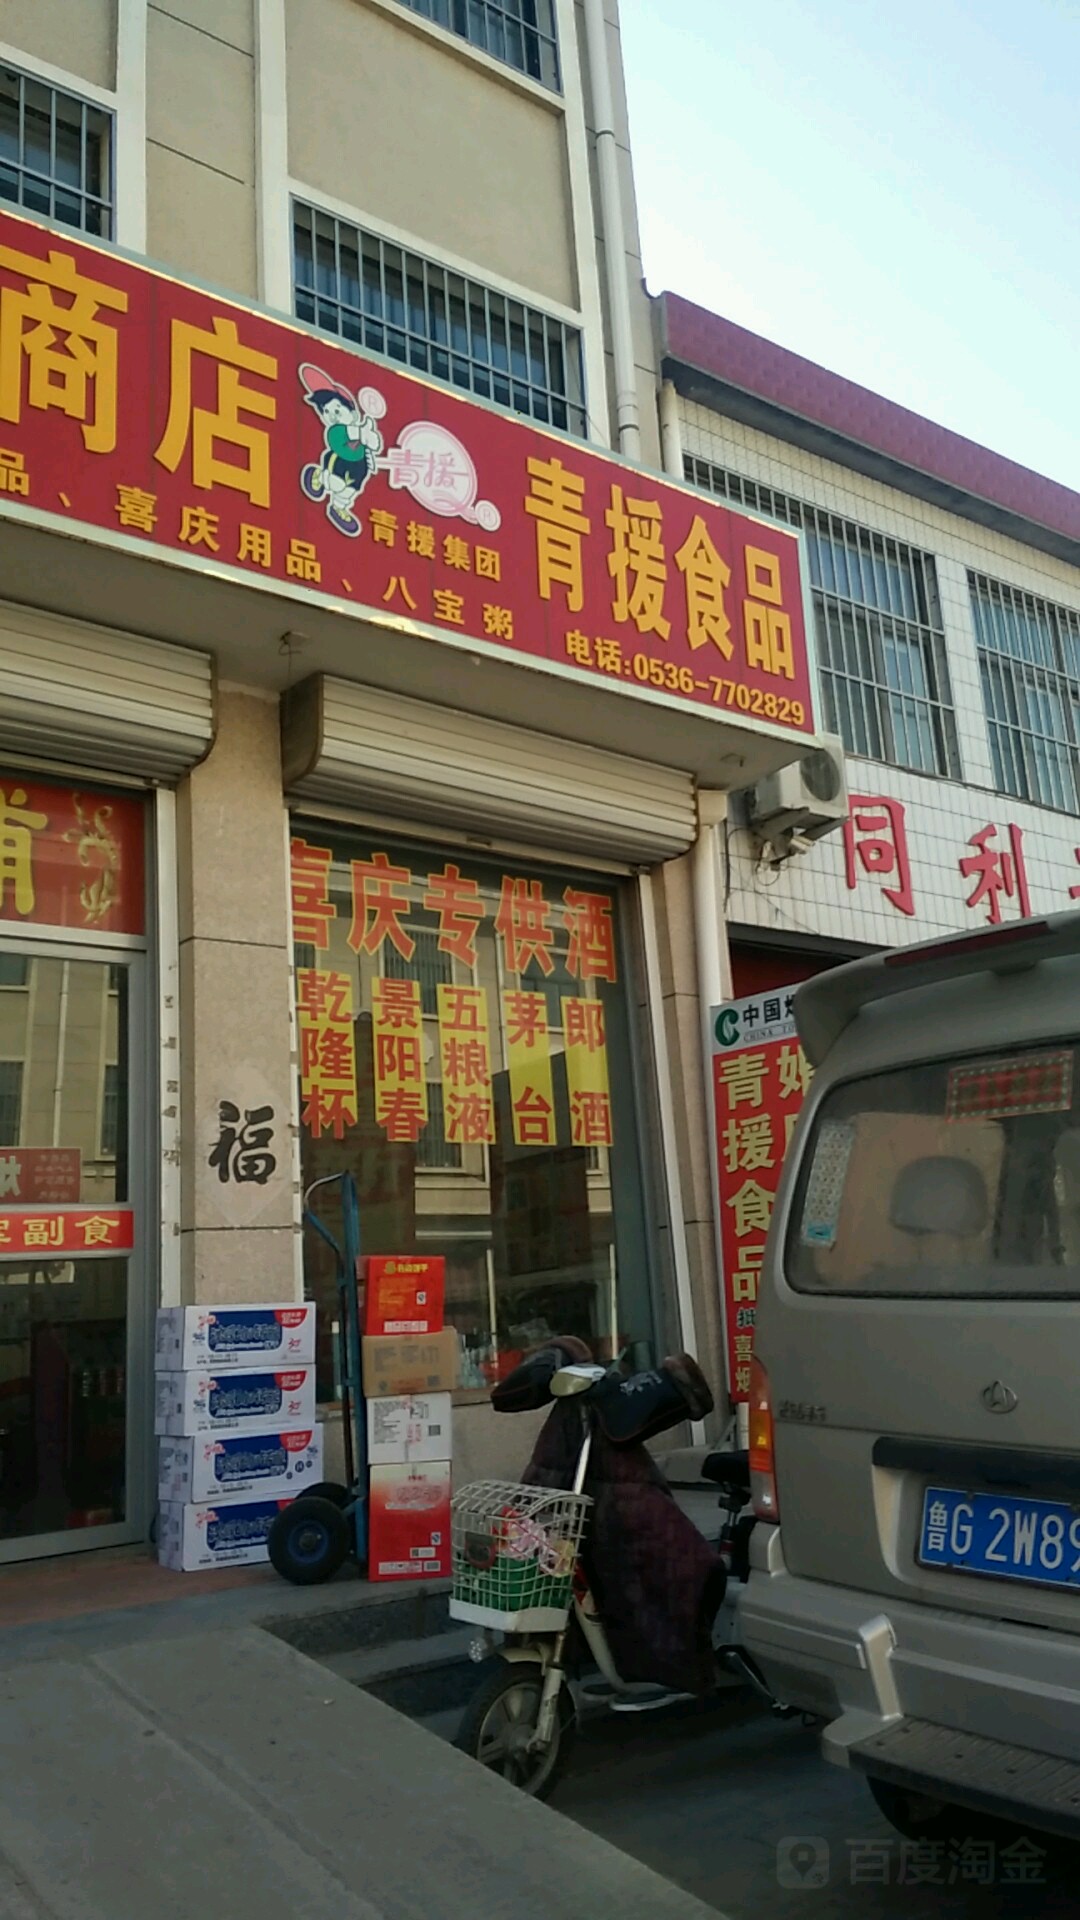 商店
青援
青援集团
青援食品
品、喜庆用品、八宝粥
电话:0536-7702829
同利
喜庆专供酒
乾隆杯
景阳春
五粮液
茅台
郎酒
福
中国烟
青援食品
副食
鲁G 2W89
百度淘金